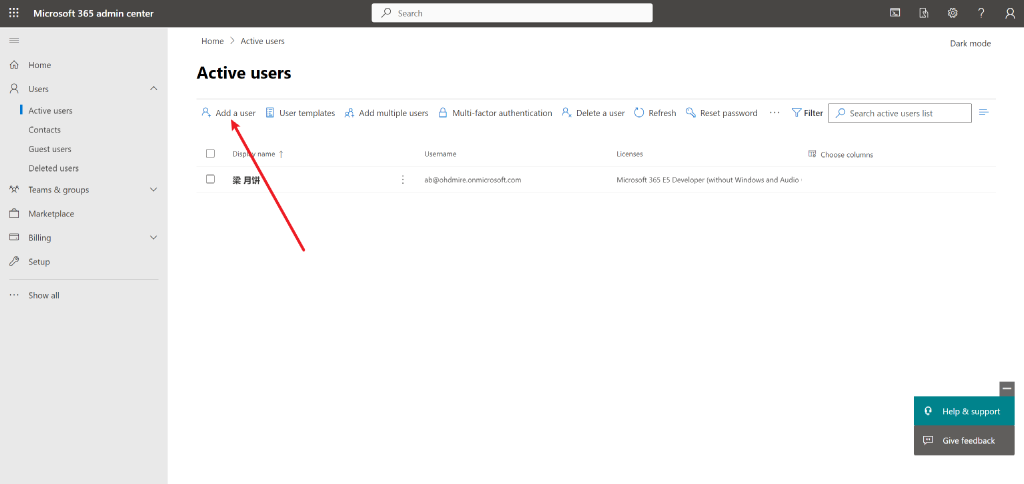 Microsoft 365 admin center
Search
Home > Active users
Dark mode
Active users
Home
Users
Active users
Contacts
Guest users
Deleted users
Teams & groups
Marketplace
Billing
Setup
Show all
Add a user
User templates
Add multiple users
Multi-factor authentication
Delete a user
Refresh
Reset password
Filter
Search active users list
Display name ↑
Username
Licenses
Choose columns
梁 月饼
ab@ohdmire.onmicrosoft.com
Microsoft 365 E5 Developer (without Windows and Audio
Help & support
Give feedback